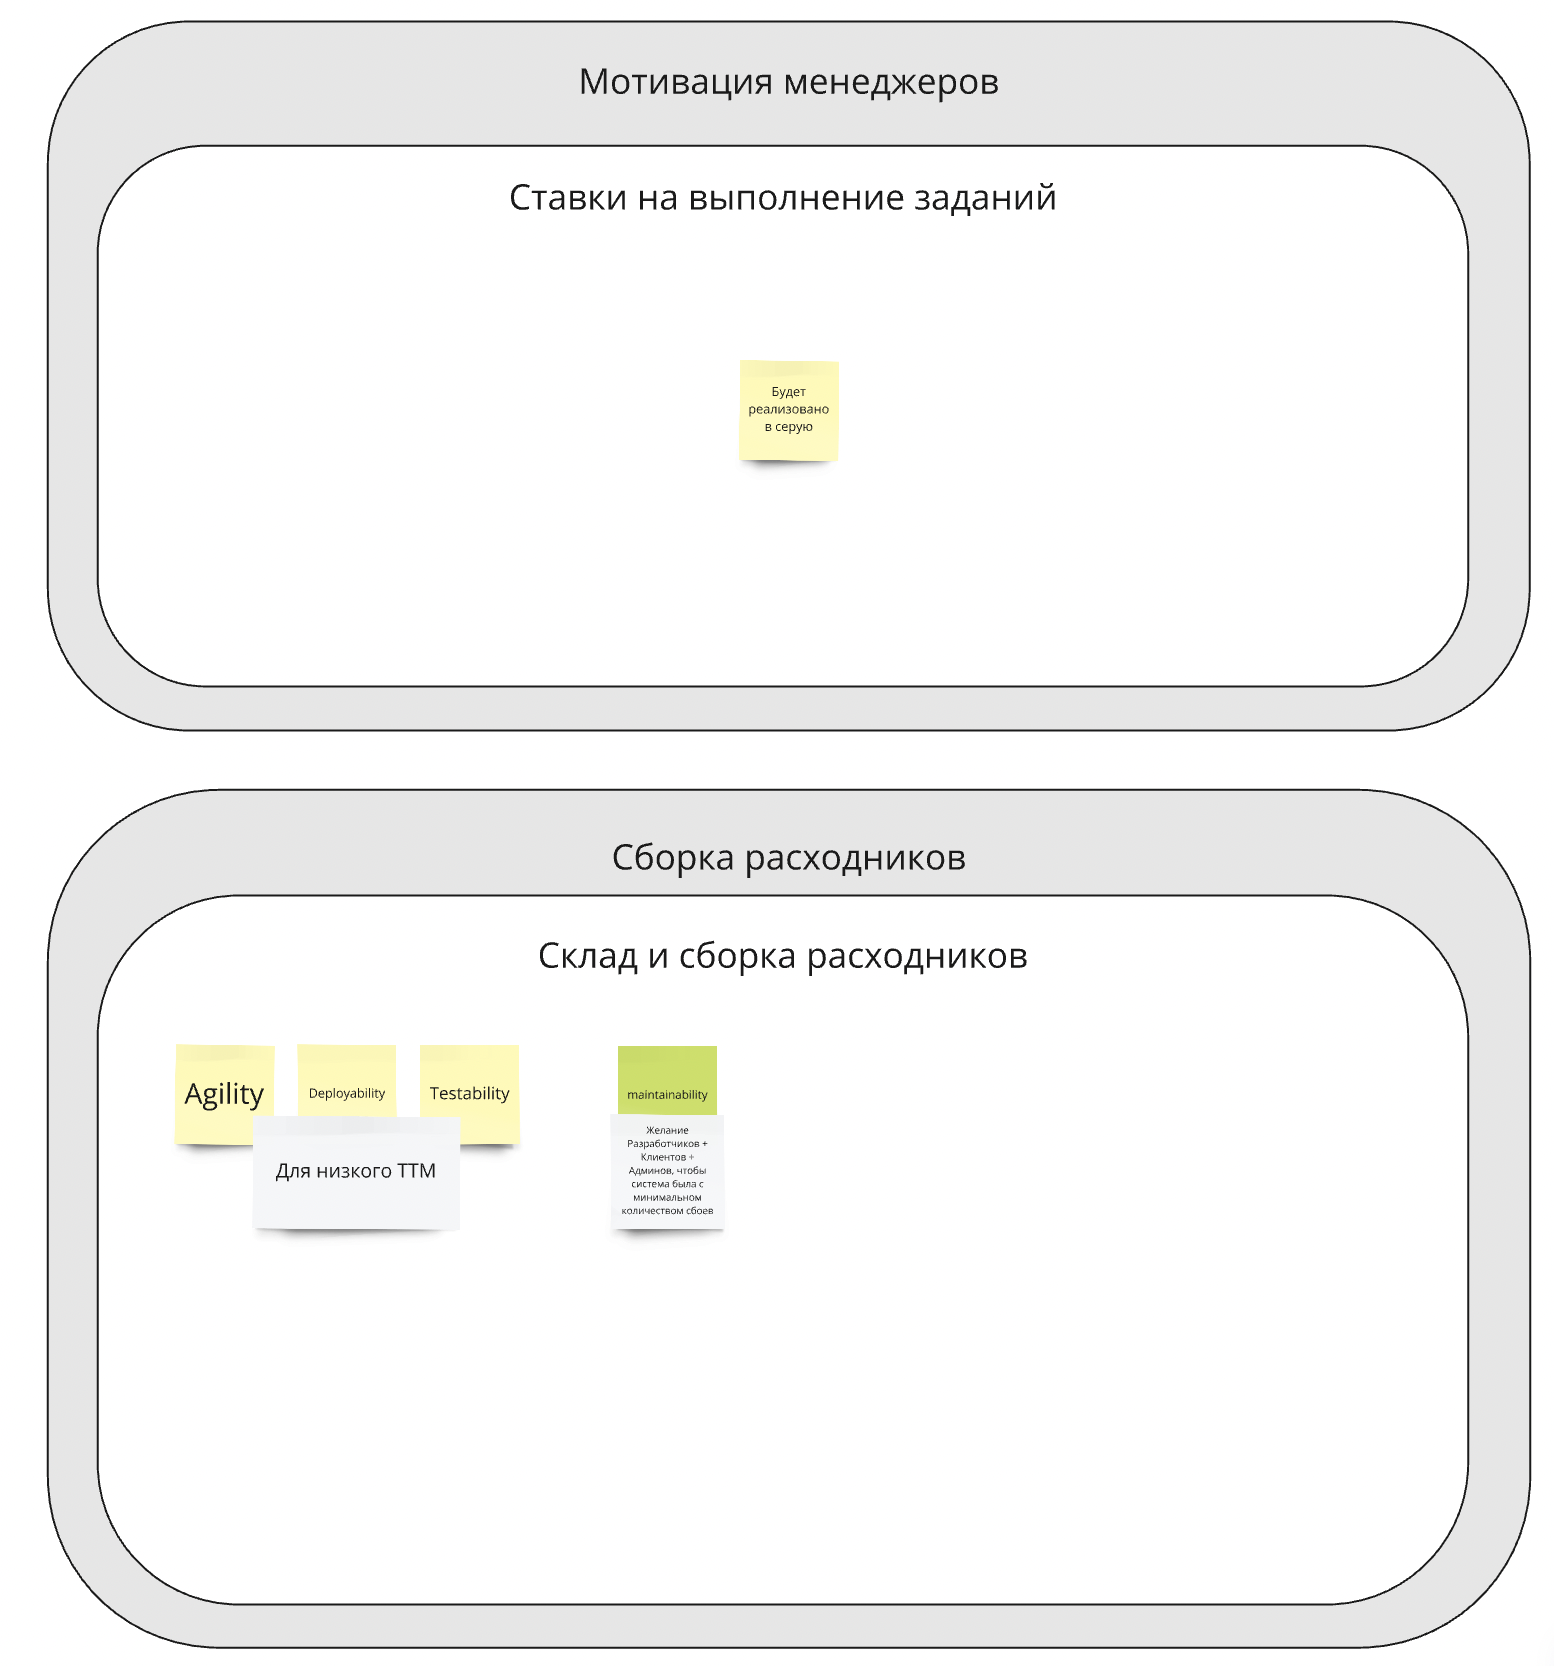 Мотивация менеджеров
Ставки на выполнение заданий
Будет
реализовано
в серую
Сборка расходников
Склад и сборка расходников
Agility
Deployability
Testability
Для низкого ТТМ
maintainability
Желание
Разработчиков +
Клиентов +
Админов, чтобы
система была с
минимальном
количеством сбоев